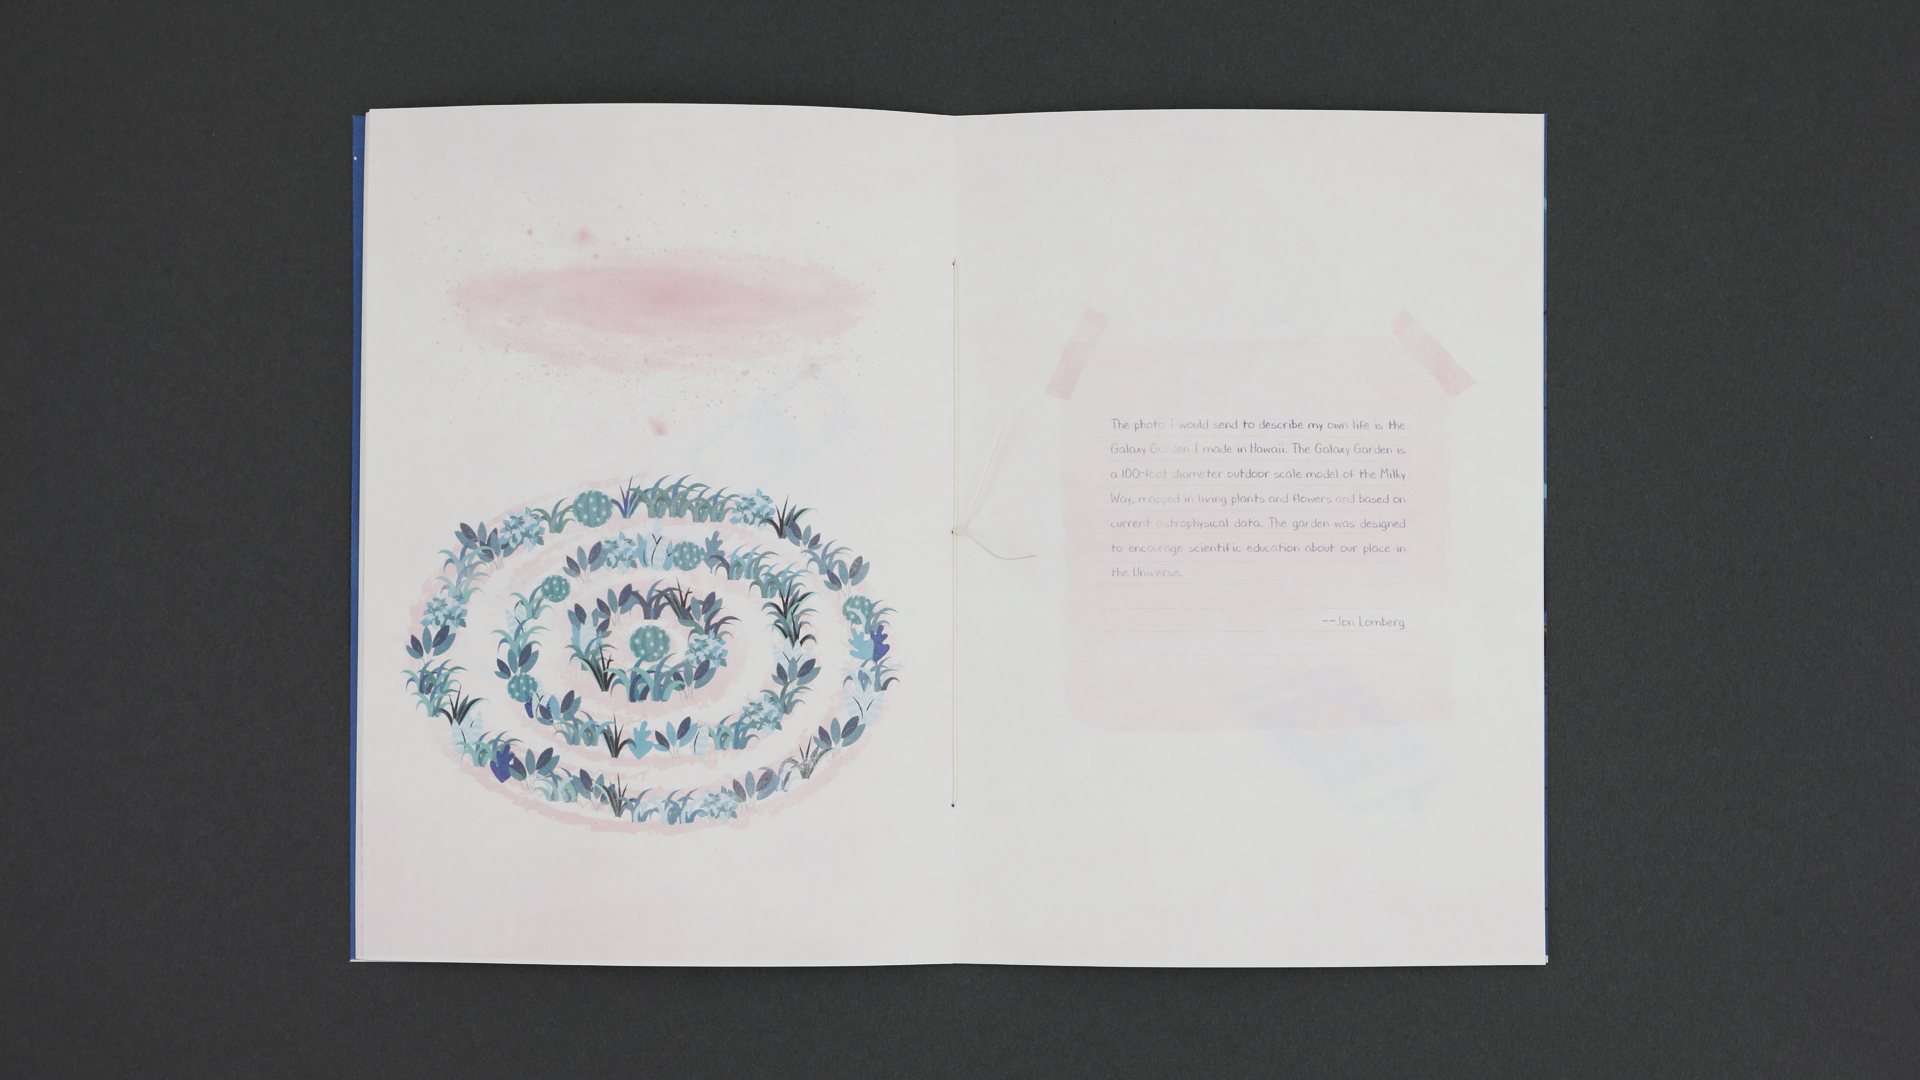 The photo I would send to describe my own life is the
Galaxy Garden I made in Hawaii. The Galaxy Garden is
a 100-foot diameter outdoor scale model of the Milky
Way, mapped in living plants and flowers and based on
current astrophysical data. The garden was designed
to encourage scientific education about our place in
the Universe.
--Jon Lomberg